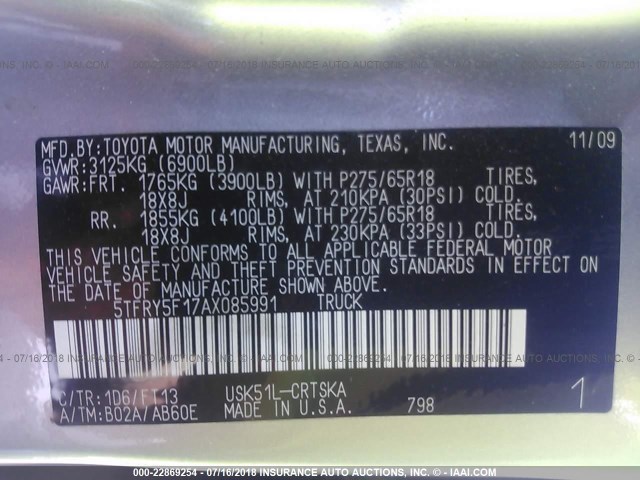 MFD.BY:TOYOTA MOTOR MANUFACTURING, TEXAS, INC. 11/09
GVWR:3125KG (6900LB)
GAWR:FRT. 1765KG (3900LB) WITH P275/65R18 TIRES,
18X8J RIMS, AT 210KPA (30PSI) COLD.
RR. 1855KG (4100LB) WITH P275/65R18 TIRES,
18X8J RIMS, AT 230KPA (33PSI) COLD.
THIS VEHICLE CONFORMS TO ALL APPLICABLE FEDERAL MOTOR
VEHICLE SAFETY AND THEFT PREVENTION STANDARDS IN EFFECT ON
THE DATE OF MANUFACTURE SHOWN ABOVE.
5TFRY5F17AX085991 TRUCK
C/TR:1D6/FT13 USK51L-CRTSKA
A/TM:B02A/AB60E MADE IN U.S.A. 798 1
000-22869254 - 07/16/2018 INSURANCE AUTO AUCTIONS - IAAI.COM